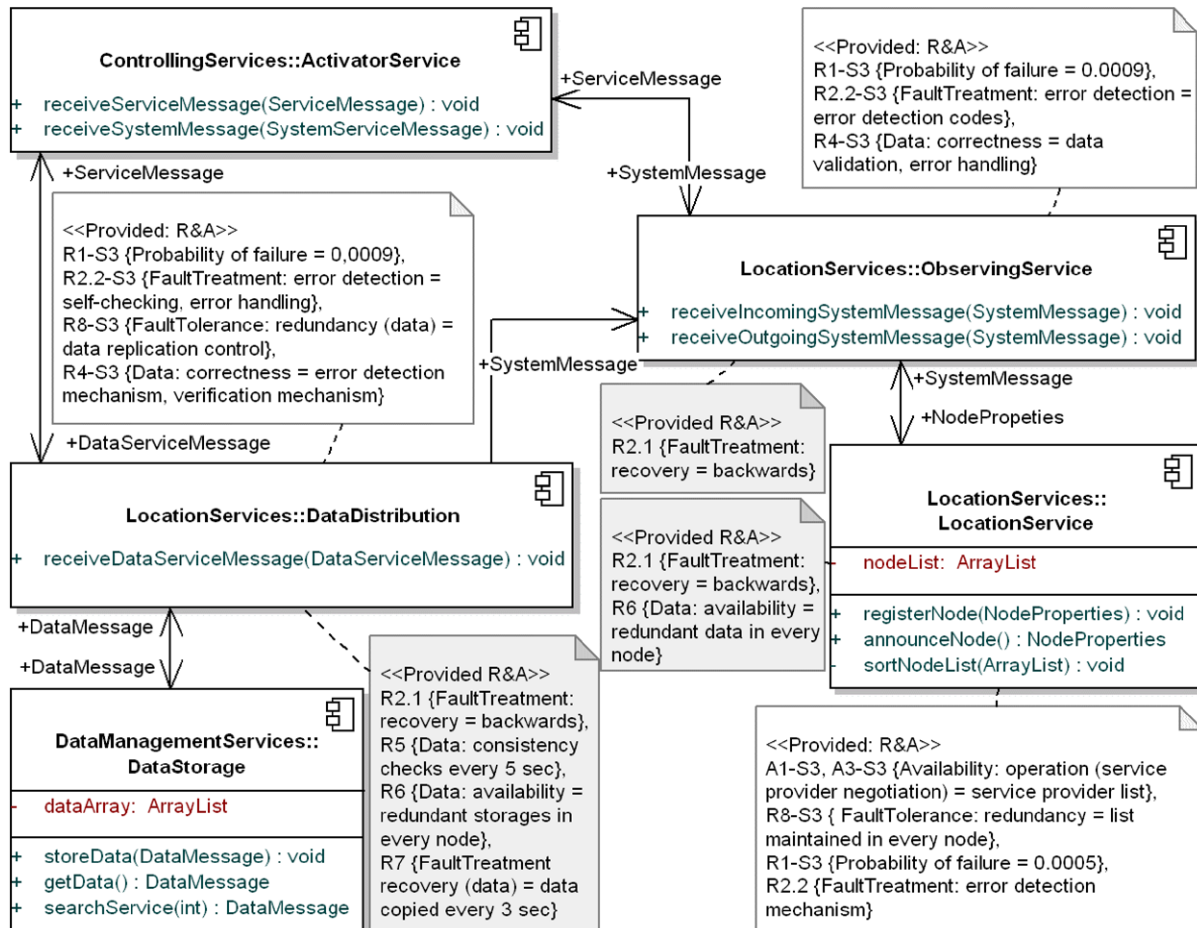 ControllingServices::ActivatorService
+ receiveServiceMessage(ServiceMessage) : void
+ receiveSystemMessage(SystemServiceMessage) : void
+ServiceMessage
+SystemMessage
<<Provided: R&A>>
R1-S3 {Probability of failure = 0.0009},
R2.2-S3 {FaultTreatment: error detection =
error detection codes},
R4-S3 {Data: correctness = data
validation, error handling}
+ServiceMessage
<<Provided: R&A>>
R1-S3 {Probability of failure = 0,0009},
R2.2-S3 {FaultTreatment: error detection =
self-checking, error handling},
R8-S3 {FaultTolerance: redundancy (data) =
data replication control},
R4-S3 {Data: correctness = error detection
mechanism, verification mechanism}
+DataServiceMessage
LocationServices::ObservingService
+ receiveIncomingSystemMessage(SystemMessage) : void
+ receiveOutgoingSystemMessage(SystemMessage) : void
+SystemMessage
+SystemMessage
+NodePropeties
<<Provided R&A>>
R2.1 {FaultTreatment:
recovery = backwards}
LocationServices::DataDistribution
+ receiveDataServiceMessage(DataServiceMessage) : void
<<Provided R&A>>
R2.1 {FaultTreatment:
recovery = backwards},
R6 {Data: availability =
redundant data in every
node}
LocationServices::
LocationService
- nodeList: ArrayList
+ registerNode(NodeProperties) : void
+ announceNode() : NodeProperties
- sortNodeList(ArrayList) : void
+DataMessage
+DataMessage
DataManagementServices::
DataStorage
- dataArray: ArrayList
+ storeData(DataMessage) : void
+ getData() : DataMessage
+ searchService(int) : DataMessage
<<Provided R&A>>
R2.1 {FaultTreatment:
recovery = backwards},
R5 {Data: consistency
checks every 5 sec},
R6 {Data: availability =
redundant storages in
every node},
R7 {FaultTreatment
recovery (data) = data
copied every 3 sec}
<<Provided: R&A>>
A1-S3, A3-S3 {Availability: operation (service
provider negotiation) = service provider list},
R8-S3 { FaultTolerance: redundancy = list
maintained in every node},
R1-S3 {Probability of failure = 0.0005},
R2.2 {FaultTreatment: error detection
mechanism}